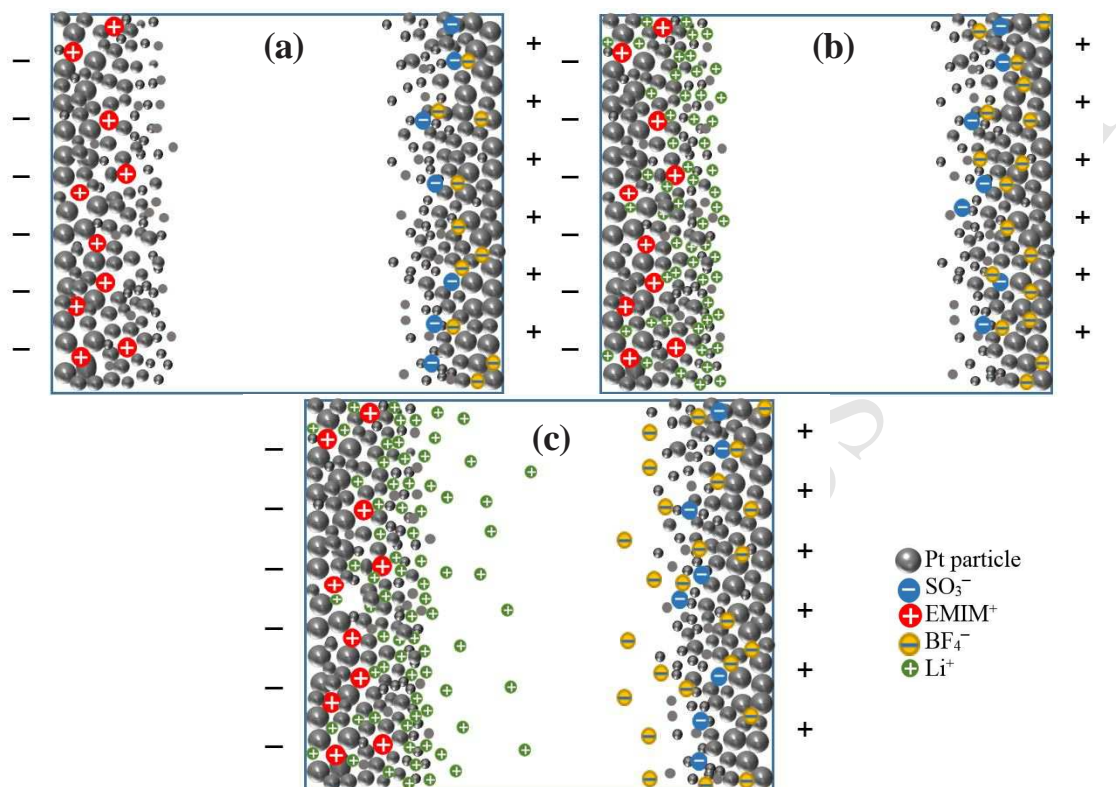 (a)
(b)
(c)
Pt particle
SO₃⁻
EMIM⁺
BF₄⁻
Li⁺